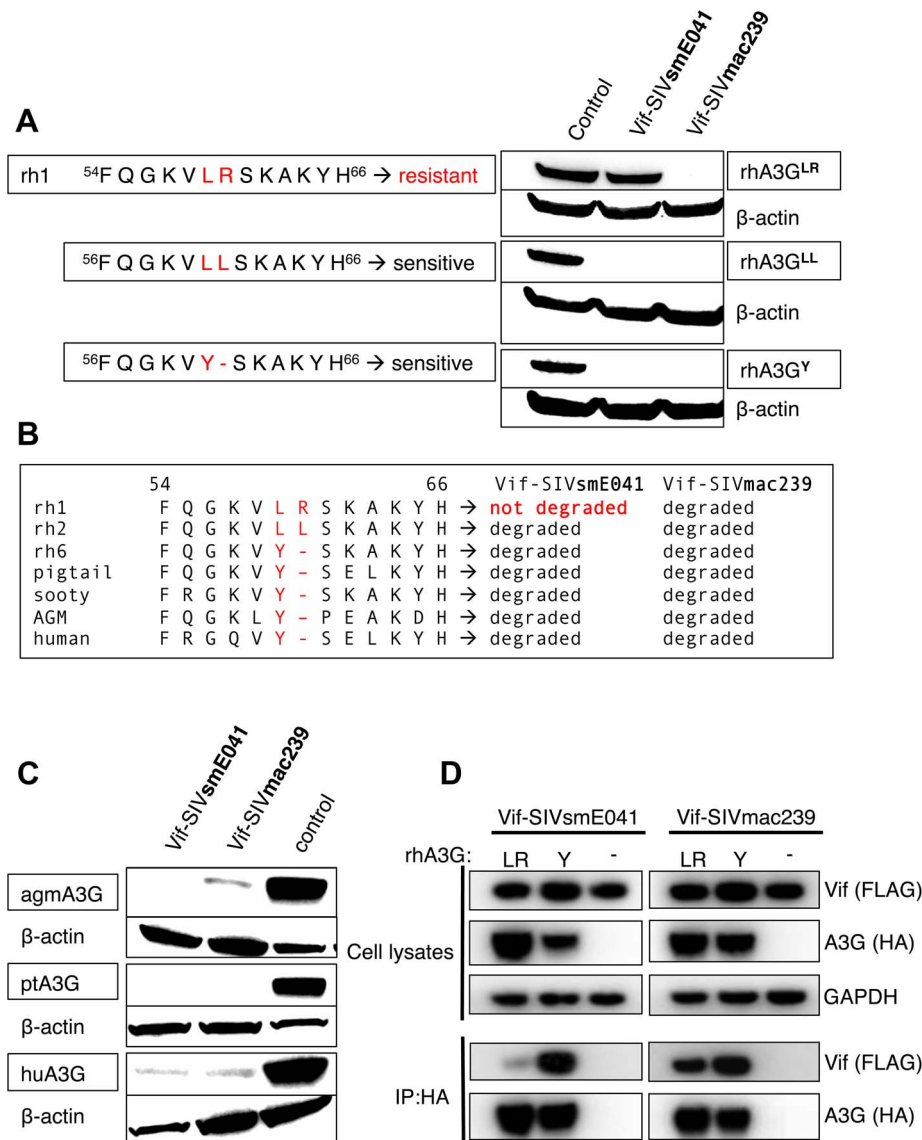 A
Control
Vif-SIVsmE041
Vif-SIVmac239
rh1 ⁵⁴F Q G K V L R S K A K Y H⁶⁶ → resistant
rhA3Gᴸᴿ
β-actin
⁵⁶F Q G K V L L S K A K Y H⁶⁶ → sensitive
rhA3Gᴸᴸ
β-actin
⁵⁶F Q G K V Y - S K A K Y H⁶⁶ → sensitive
rhA3Gʸ
β-actin
B
54 66 Vif-SIVsmE041 Vif-SIVmac239
rh1 F Q G K V L R S K A K Y H → not degraded degraded
rh2 F Q G K V L L S K A K Y H → degraded degraded
rh6 F Q G K V Y - S K A K Y H → degraded degraded
pigtail F Q G K V Y - S E L K Y H → degraded degraded
sooty F R G K V Y - S K A K Y H → degraded degraded
AGM F Q G K L Y - P E A K D H → degraded degraded
human F R G Q V Y - S E L K Y H → degraded degraded
C
Vif-SIVsmE041
Vif-SIVmac239
control
agmA3G
β-actin
ptA3G
β-actin
huA3G
β-actin
D
Vif-SIVsmE041 Vif-SIVmac239
rhA3G: LR Y - LR Y -
Cell lysates
Vif (FLAG)
A3G (HA)
GAPDH
IP:HA
Vif (FLAG)
A3G (HA)